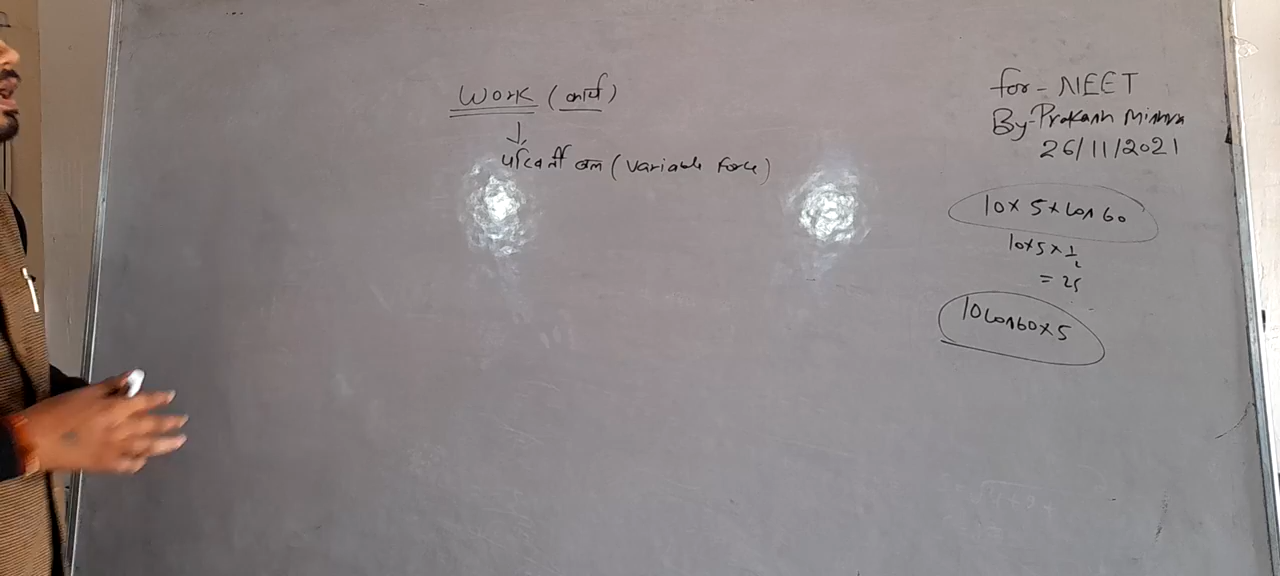 Work (कार्य)
↓
परिवर्ती बल (Variable Force)
for - NEET
By - Prakash Mishra
26/11/2021
10 × 5 × cos 60
10×5×1/2
= 25
10 cos60×5